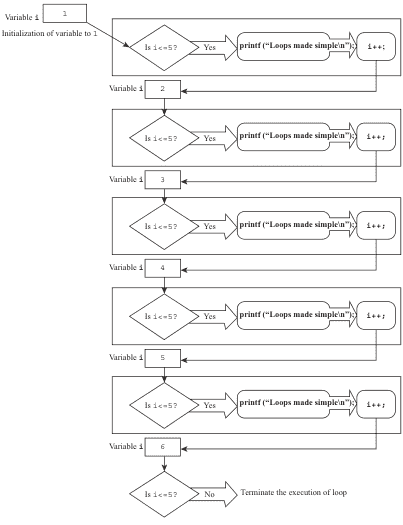 Variable i 1
Initialization of variable to 1
Is i<=5? Yes printf (“Loops made simple\n”); i++;
Variable i 2
Is i<=5? Yes printf (“Loops made simple\n”); i++;
Variable i 3
Is i<=5? Yes printf (“Loops made simple\n”); i++;
Variable i 4
Is i<=5? Yes printf (“Loops made simple\n”); i++;
Variable i 5
Is i<=5? Yes printf (“Loops made simple\n”); i++;
Variable i 6
Is i<=5? No Terminate the execution of loop